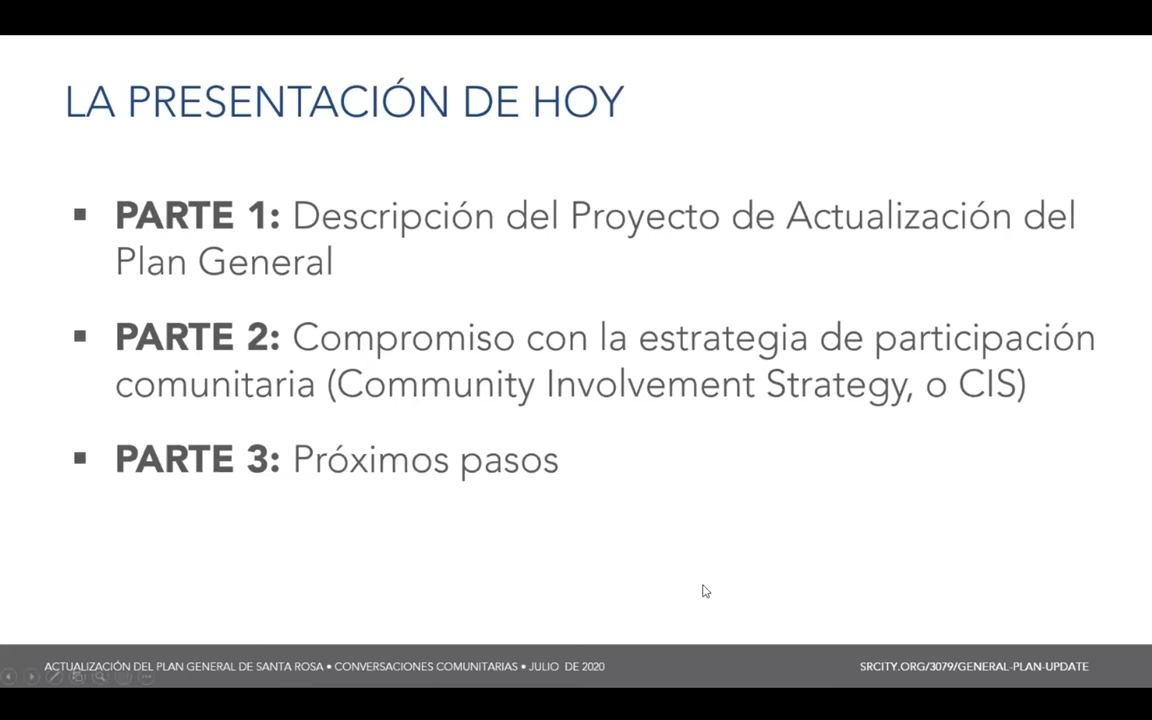 LA PRESENTACIÓN DE HOY
▪ PARTE 1: Descripción del Proyecto de Actualización del
Plan General
▪ PARTE 2: Compromiso con la estrategia de participación
comunitaria (Community Involvement Strategy, o CIS)
▪ PARTE 3: Próximos pasos
ACTUALIZACIÓN DEL PLAN GENERAL DE SANTA ROSA • CONVERSACIONES COMUNITARIAS • JULIO DE 2020
SRCITY.ORG/3079/GENERAL-PLAN-UPDATE